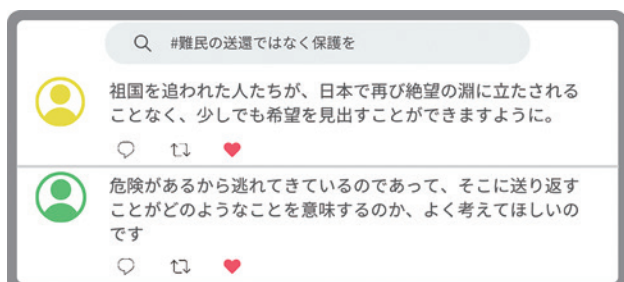 #難民の送還ではなく保護を
祖国を追われた人たちが、日本で再び絶望の淵に立たされる
ことなく、少しでも希望を見出すことができますように。
危険があるから逃れてきているのであって、そこに送り返す
ことがどのようなことを意味するのか、よく考えてほしいの
です